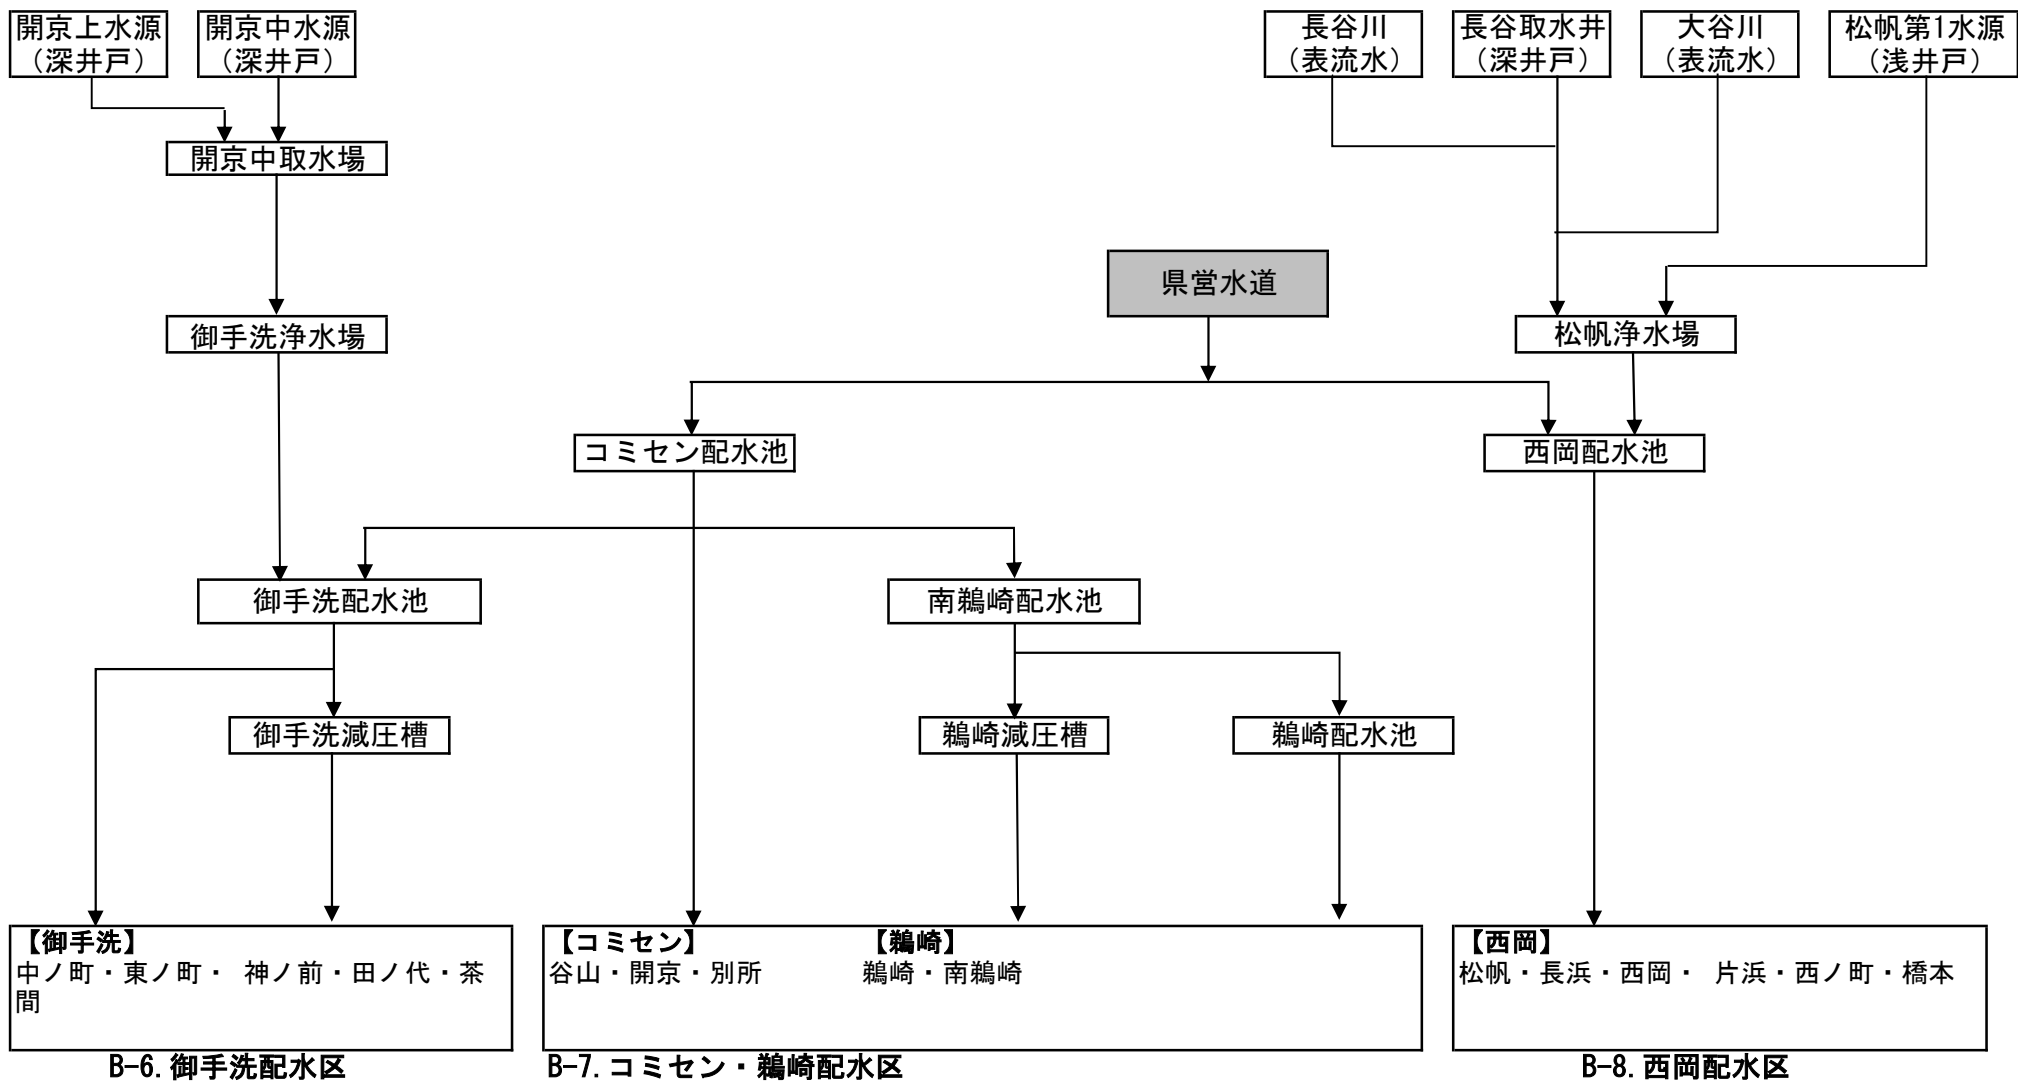 開京上水源
（深井戸）
開京中水源
（深井戸）
長谷川
（表流水）
長谷取水井
（深井戸）
大谷川
（表流水）
松帆第1水源
（浅井戸）
開京中取水場
県営水道
御手洗浄水場
松帆浄水場
コミセン配水池
西岡配水池
御手洗配水池
南鵜崎配水池
御手洗減圧槽
鵜崎減圧槽
鵜崎配水池
【御手洗】
中ノ町・東ノ町・ 神ノ前・田ノ代・茶
間
【コミセン】
谷山・開京・別所
【鵜崎】
鵜崎・南鵜崎
【西岡】
松帆・長浜・西岡・ 片浜・西ノ町・橋本
B-6.御手洗配水区
B-7.コミセン・鵜崎配水区
B-8.西岡配水区